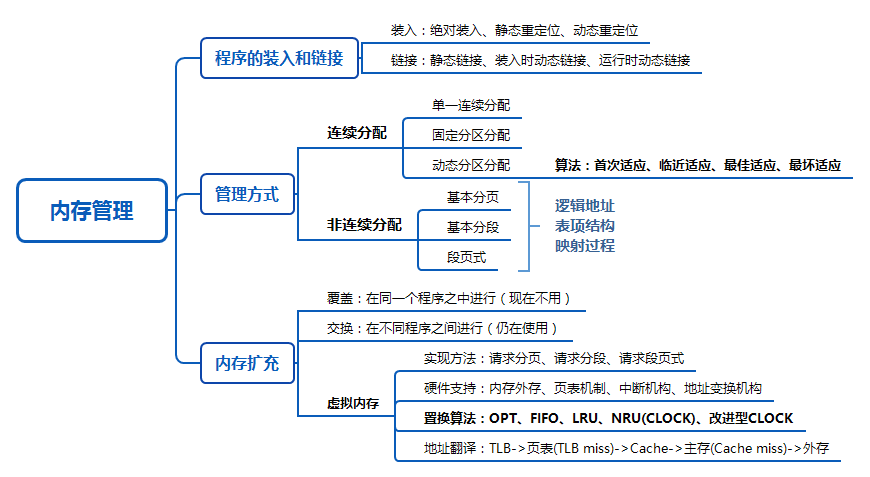 内存管理
程序的装入和链接
装入：绝对装入、静态重定位、动态重定位
链接：静态链接、装入时动态链接、运行时动态链接
管理方式
连续分配
单一连续分配
固定分区分配
动态分区分配
算法：首次适应、临近适应、最佳适应、最坏适应
非连续分配
基本分页
基本分段
段页式
逻辑地址
表项结构
映射过程
内存扩充
覆盖：在同一个程序之中进行（现在不用）
交换：在不同程序之间进行（仍在使用）
虚拟内存
实现方法：请求分页、请求分段、请求段页式
硬件支持：内存外存、页表机制、中断机构、地址变换机构
置换算法：OPT、FIFO、LRU、NRU(CLOCK)、改进型CLOCK
地址翻译：TLB->页表(TLB miss)->Cache->主存(Cache miss)->外存